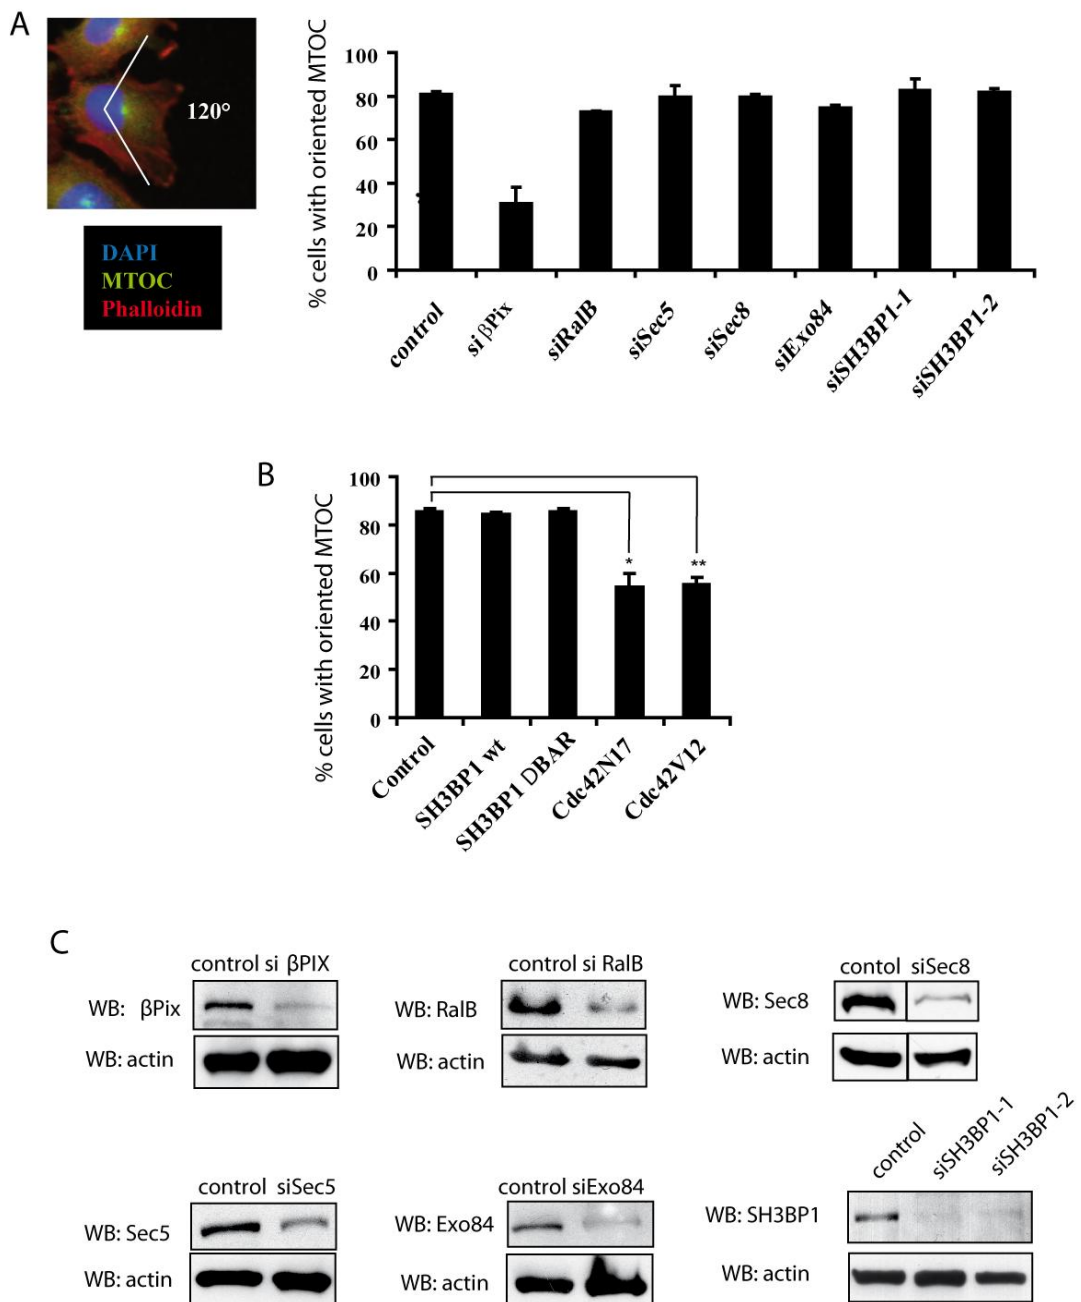 A
120°
DAPI
MTOC
Phalloidin
% cells with oriented MTOC
100
80
60
40
20
0
control
si βPix
siRalB
siSec5
siSec8
siExo84
siSH3BP1-1
siSH3BP1-2
B
% cells with oriented MTOC
100
80
60
40
20
0
*
**
Control
SH3BP1 wt
SH3BP1 DBAR
Cdc42N17
Cdc42V12
C
control si βPIX
WB: βPix
WB: actin
control si RalB
WB: RalB
WB: actin
contol siSec8
WB: Sec8
WB: actin
control siSec5
WB: Sec5
WB: actin
control siExo84
WB: Exo84
WB: actin
control
siSH3BP1-1
siSH3BP1-2
WB: SH3BP1
WB: actin